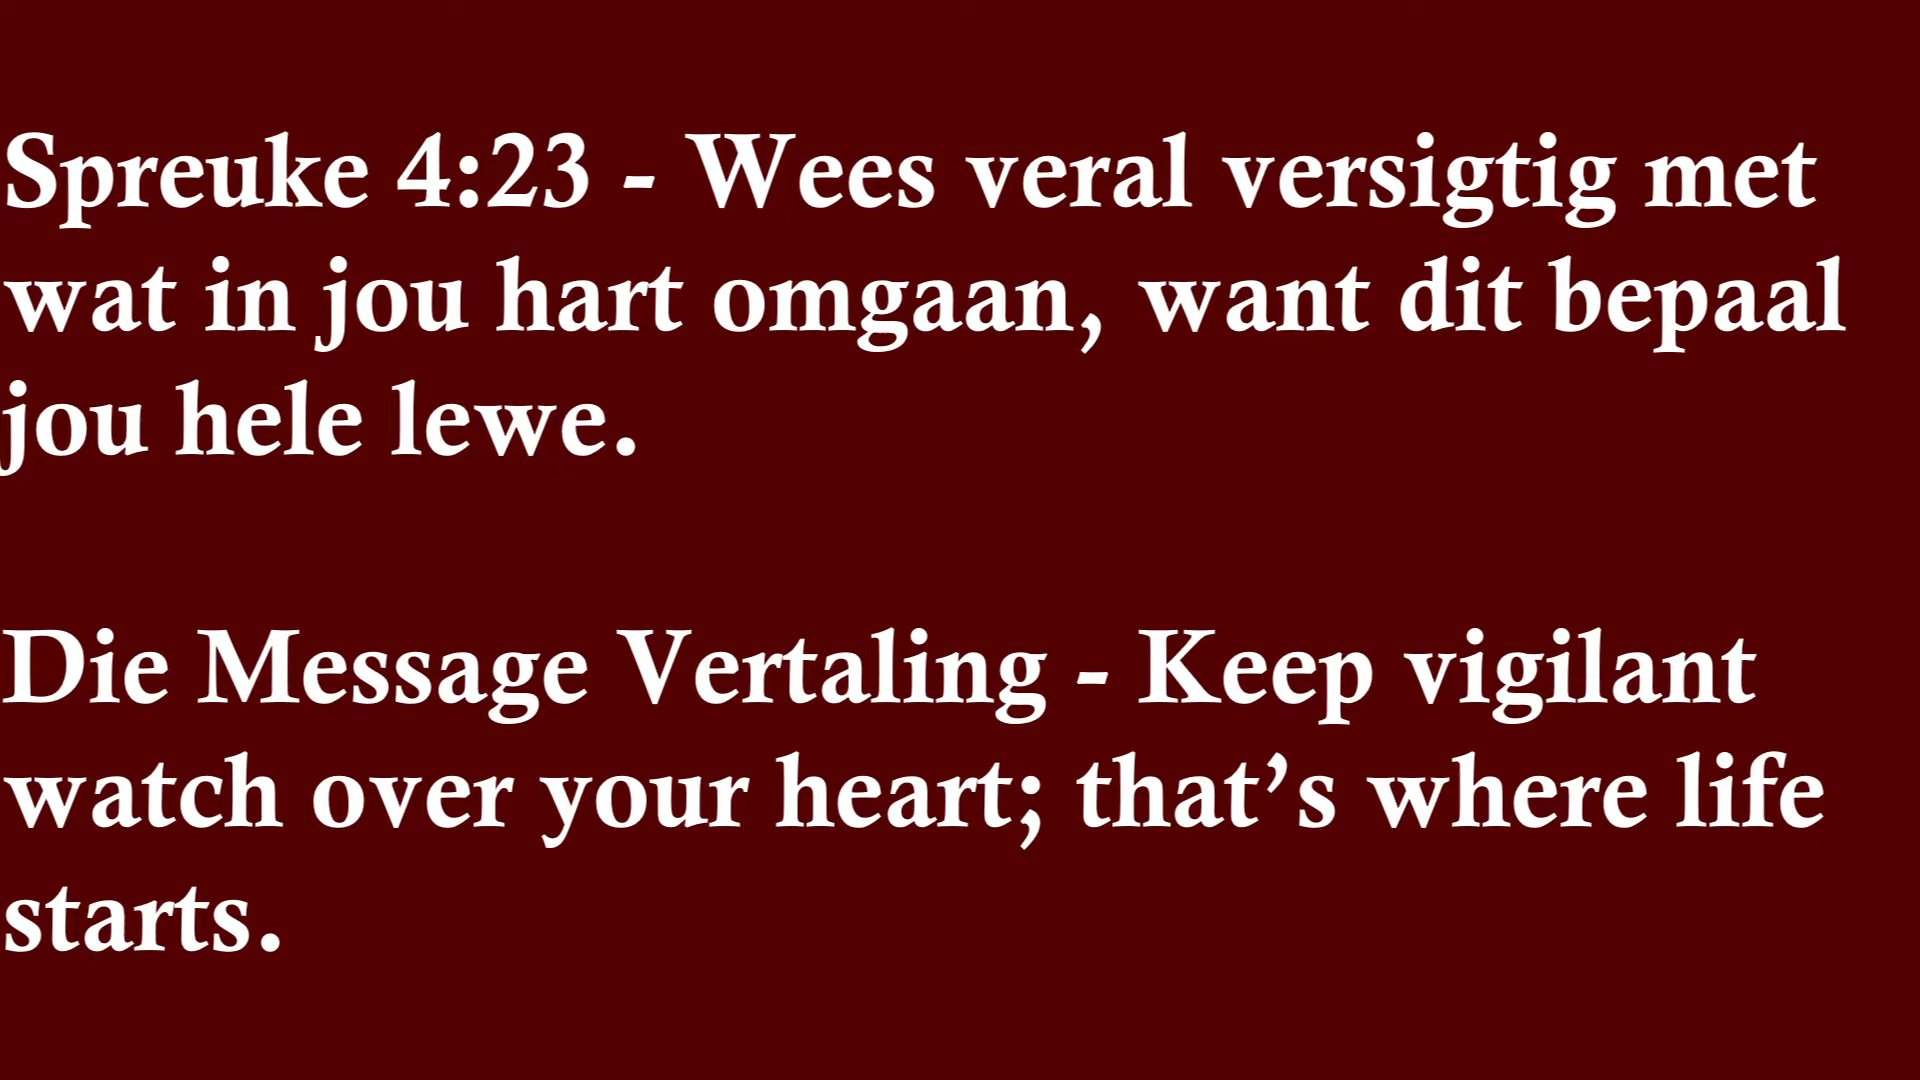 Spreuke 4:23 - Wees veral versigtig met
wat in jou hart omgaan, want dit bepaal
jou hele lewe.
Die Message Vertaling - Keep vigilant
watch over your heart; that’s where life
starts.